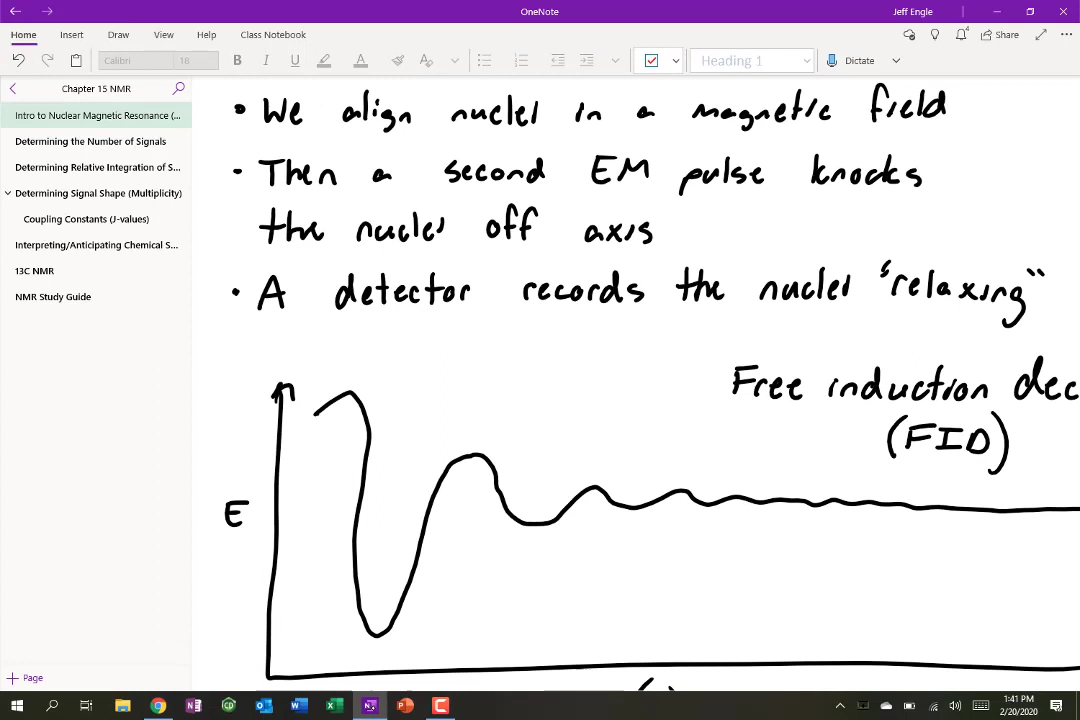 OneNote
Jeff Engle
Home Insert Draw View Help Class Notebook
Share
Calibri 18
B I U A
Heading 1
Dictate
Chapter 15 NMR
Intro to Nuclear Magnetic Resonance (...
Determining the Number of Signals
Determining Relative Integration of S...
Determining Signal Shape (Multiplicity)
Coupling Constants (J-values)
Interpreting/Anticipating Chemical S...
13C NMR
NMR Study Guide
+ Page
• We align nuclei in a magnetic field
• Then a second EM pulse knocks
the nuclei off axis
• A detector records the nuclei "relaxing"
Free induction dec
(FID)
E
1:41 PM
2/20/2020